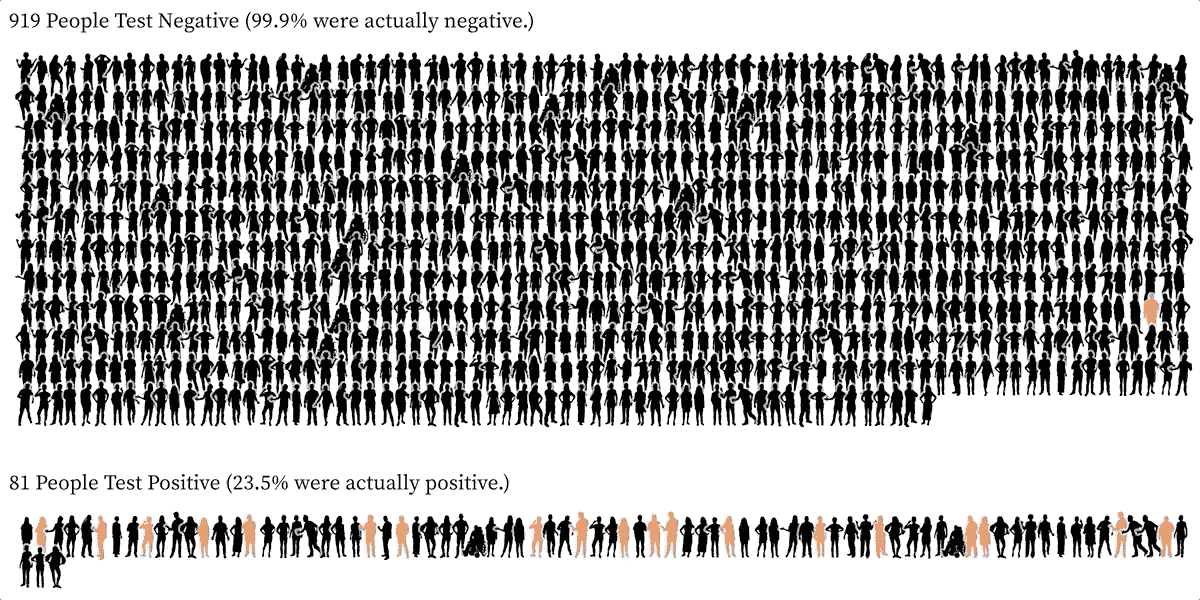 919 People Test Negative (99.9% were actually negative.)
81 People Test Positive (23.5% were actually positive.)